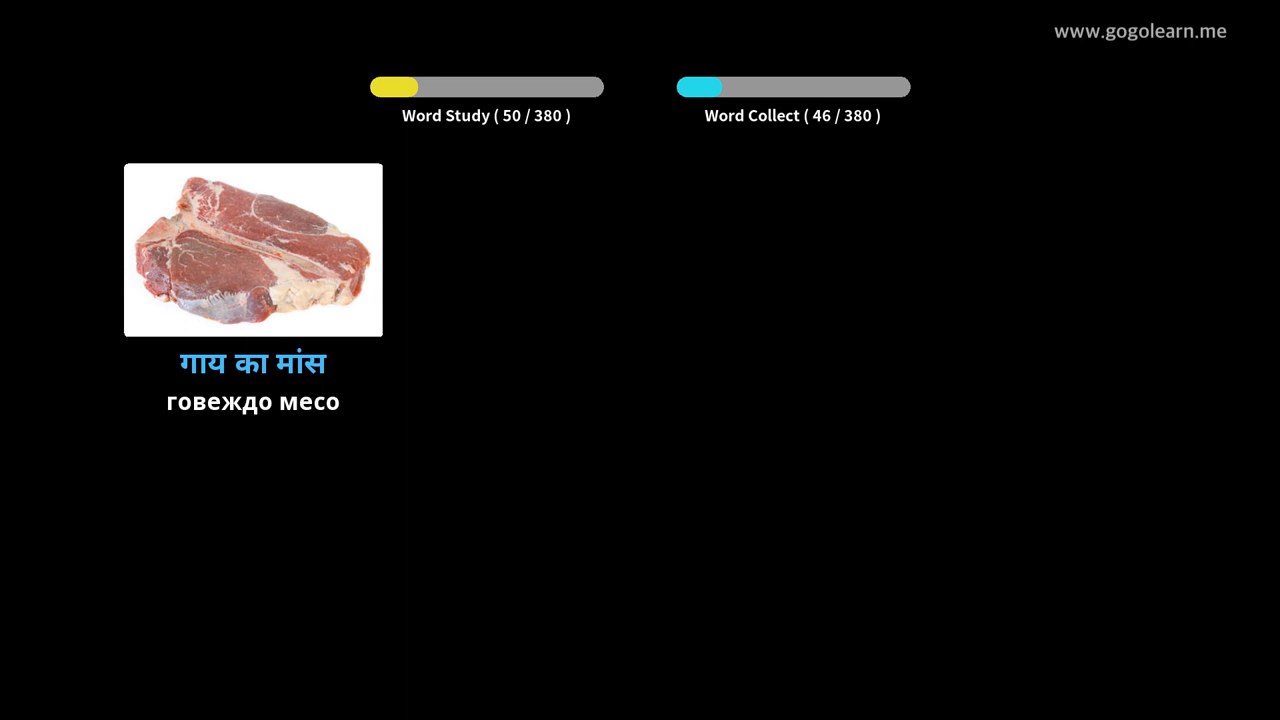 www.gogolearn.me
Word Study ( 50 / 380 )
Word Collect ( 46 / 380 )
गाय का मांस
говеждо месо